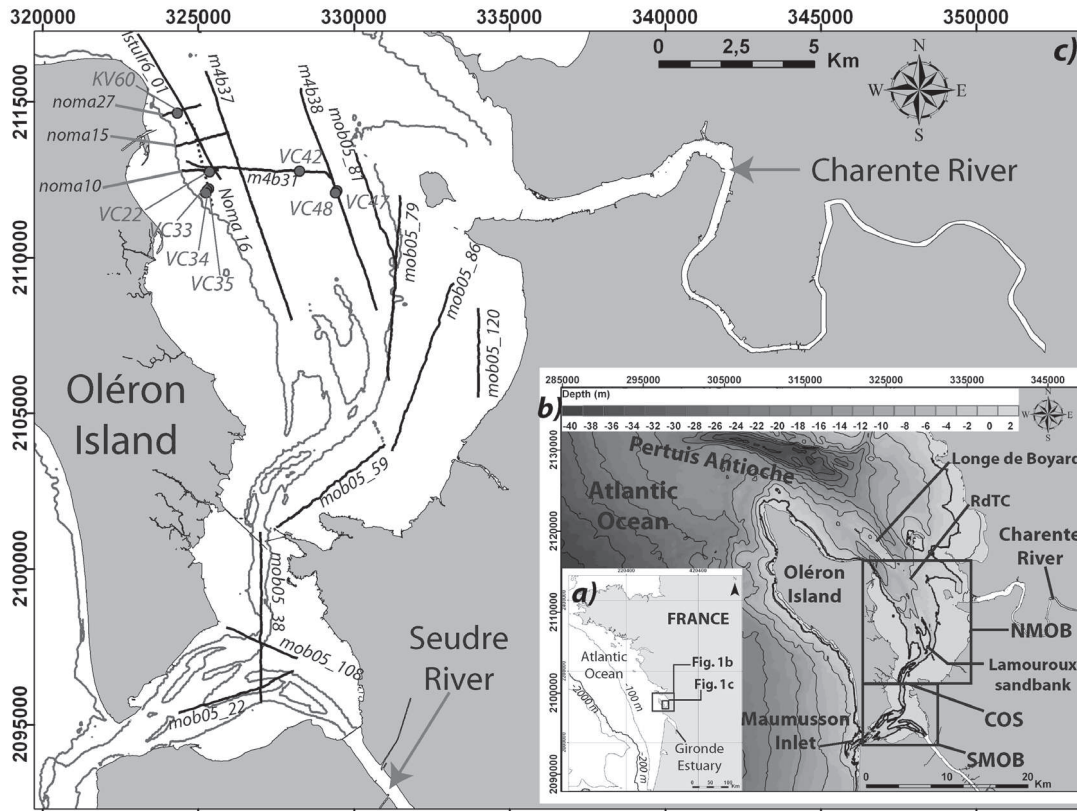 320000 325000 330000 335000 340000 345000 350000
c)
0 2,5 5
Km
N
W E
S
2115000
2110000
2105000
2100000
2095000
lstulr6_01
m4b37
m4b38
mob05_81
KV60
noma27
noma15
noma10
VC42
m4b31
VC22
VC33
VC34
VC35
Noma16
VC48
VC47
mob05_79
mob05_86
mob05_120
Charente River
Oléron
Island
mob05_59
mob05_38
mob05_108
mob05_22
Seudre
River
285000 295000 305000 315000 325000 335000 345000
b)
Depth (m)
-40 -38 -36 -34 -32 -30 -28 -26 -24 -22 -20 -18 -16 -14 -12 -10 -8 -6 -4 -2 0 2
N
W E
S
2130000
2120000
2110000
2100000
2090000
Pertuis Antioche
Longe de Boyard
RdTC
Atlantic
Ocean
Charente
River
Oléron
Island
NMOB
Lamouroux
sandbank
COS
Maumusson
Inlet
SMOB
0 10 20
Km
a)
N
FRANCE
Atlantic
Ocean
Fig. 1b
Fig. 1c
-2000 m
-100 m
-200 m
Gironde
Estuary
0 50 100
Km